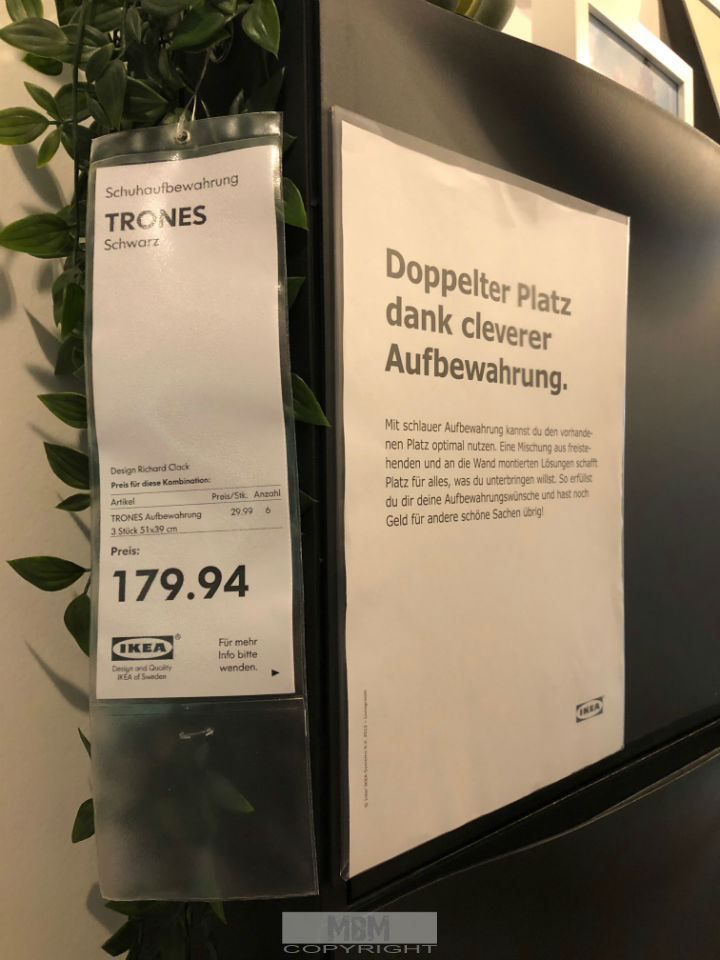 Schuhaufbewahrung
TRONES
Schwarz
Design Richard Clack
Preis für diese Kombination:
Artikel Preis/Stk. Anzahl
TRONES Aufbewahrung 29.99 6
3 Stück 51x39 cm
Preis:
179.94
IKEA®
Design and Quality
IKEA of Sweden
Für mehr
Info bitte
wenden.
Doppelter Platz
dank cleverer
Aufbewahrung.
Mit schlauer Aufbewahrung kannst du den vorhande-
nen Platz optimal nutzen. Eine Mischung aus freiste-
henden und an die Wand montierten Lösungen schafft
Platz für alles, was du unterbringen willst. So erfüllst
du dir deine Aufbewahrungswünsche und hast noch
Geld für andere schöne Sachen übrig!
IKEA
MBM
COPYRIGHT